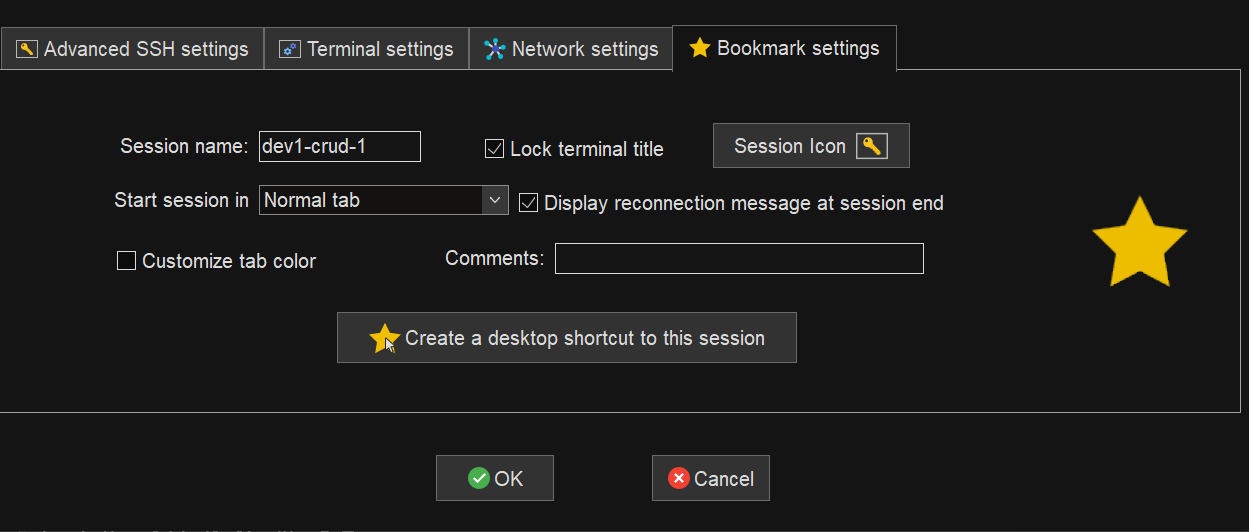 Advanced SSH settings
Terminal settings
Network settings
Bookmark settings
Session name: dev1-crud-1
Lock terminal title
Session Icon
Start session in Normal tab
Display reconnection message at session end
Customize tab color
Comments:
Create a desktop shortcut to this session
OK
Cancel